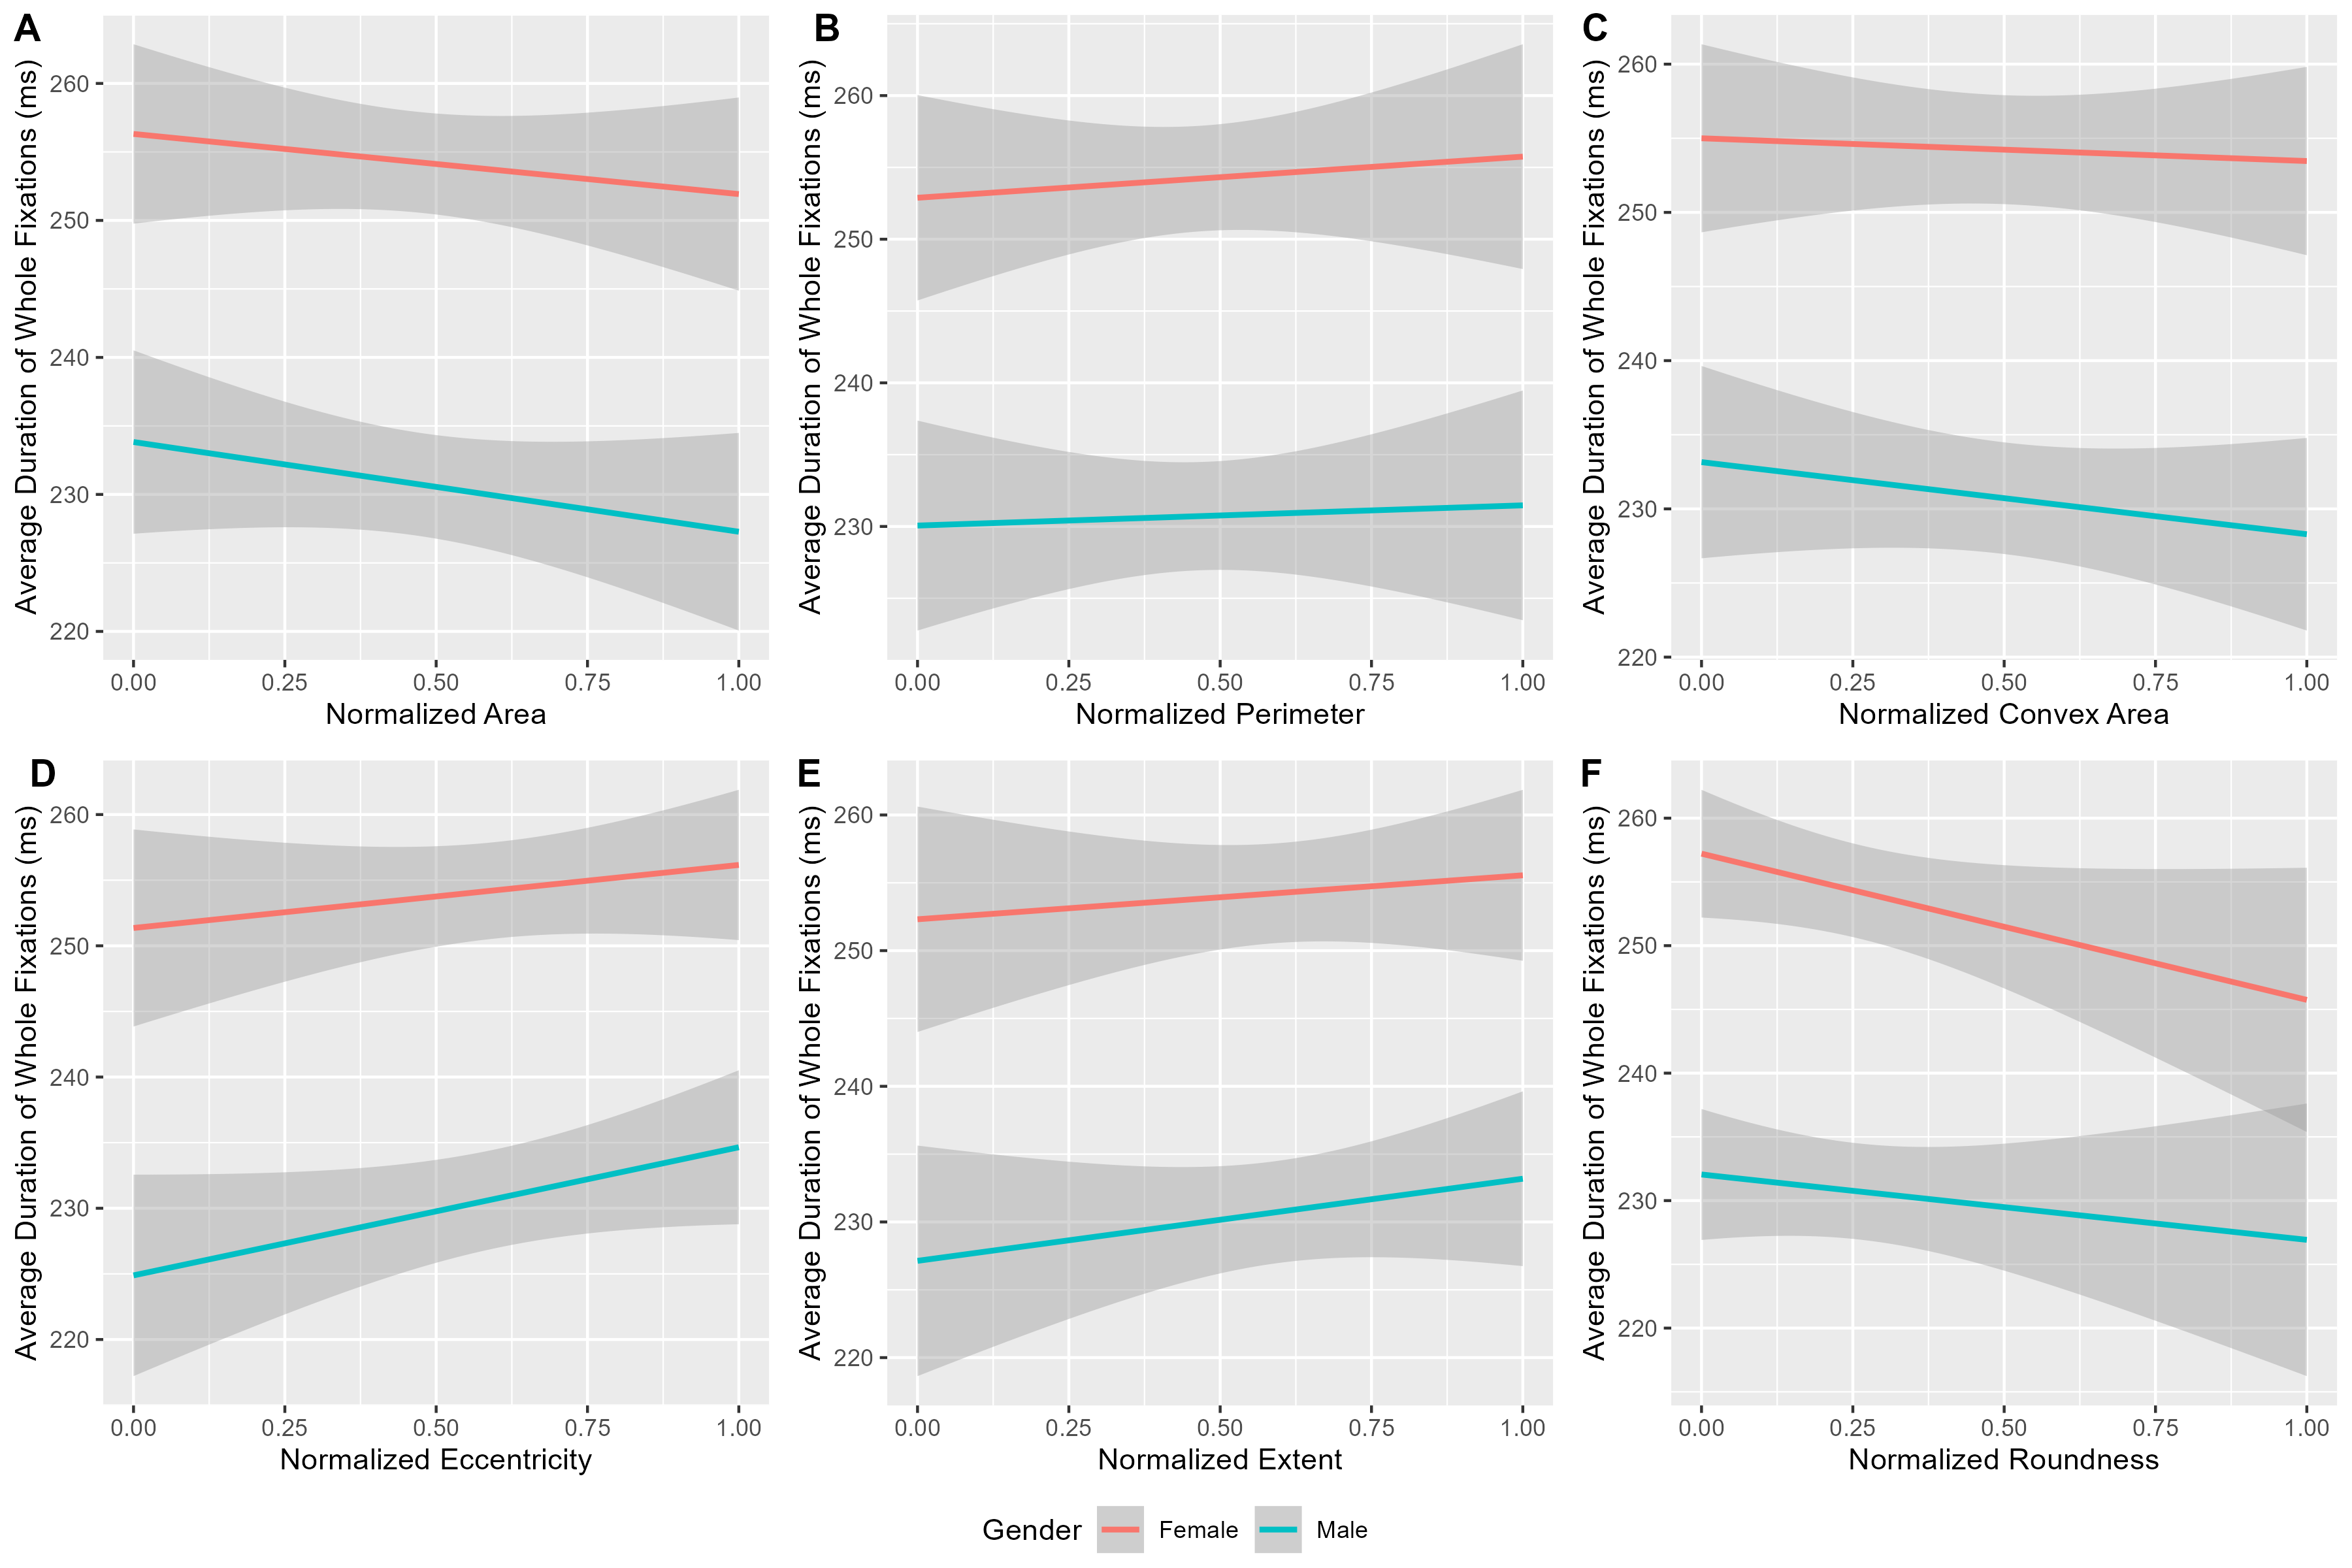 A
Average Duration of Whole Fixations (ms)
260
250
240
230
220
0.00 0.25 0.50 0.75 1.00
Normalized Area
B
Average Duration of Whole Fixations (ms)
260
250
240
230
0.00 0.25 0.50 0.75 1.00
Normalized Perimeter
C
Average Duration of Whole Fixations (ms)
260
250
240
230
220
0.00 0.25 0.50 0.75 1.00
Normalized Convex Area
D
Average Duration of Whole Fixations (ms)
260
250
240
230
220
0.00 0.25 0.50 0.75 1.00
Normalized Eccentricity
E
Average Duration of Whole Fixations (ms)
260
250
240
230
220
0.00 0.25 0.50 0.75 1.00
Normalized Extent
F
Average Duration of Whole Fixations (ms)
260
250
240
230
220
0.00 0.25 0.50 0.75 1.00
Normalized Roundness
Gender Female Male